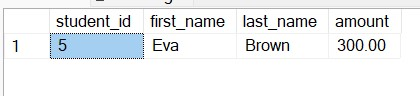 student_id first_name last_name amount
1 5 Eva Brown 300.00